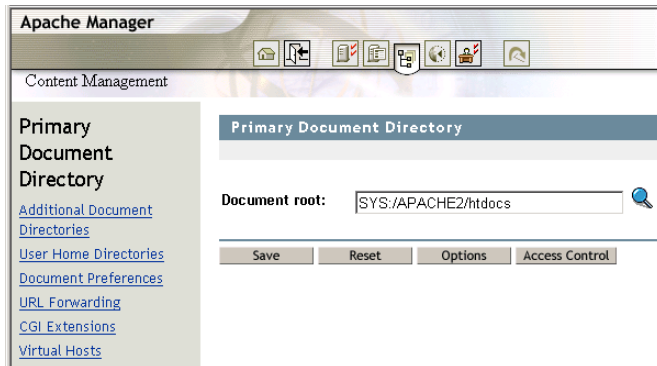 Apache Manager
Content Management
Primary
Document
Directory
Additional Document
Directories
User Home Directories
Document Preferences
URL Forwarding
CGI Extensions
Virtual Hosts
Primary Document Directory
Document root:
SYS:/APACHE2/htdocs
Save Reset Options Access Control